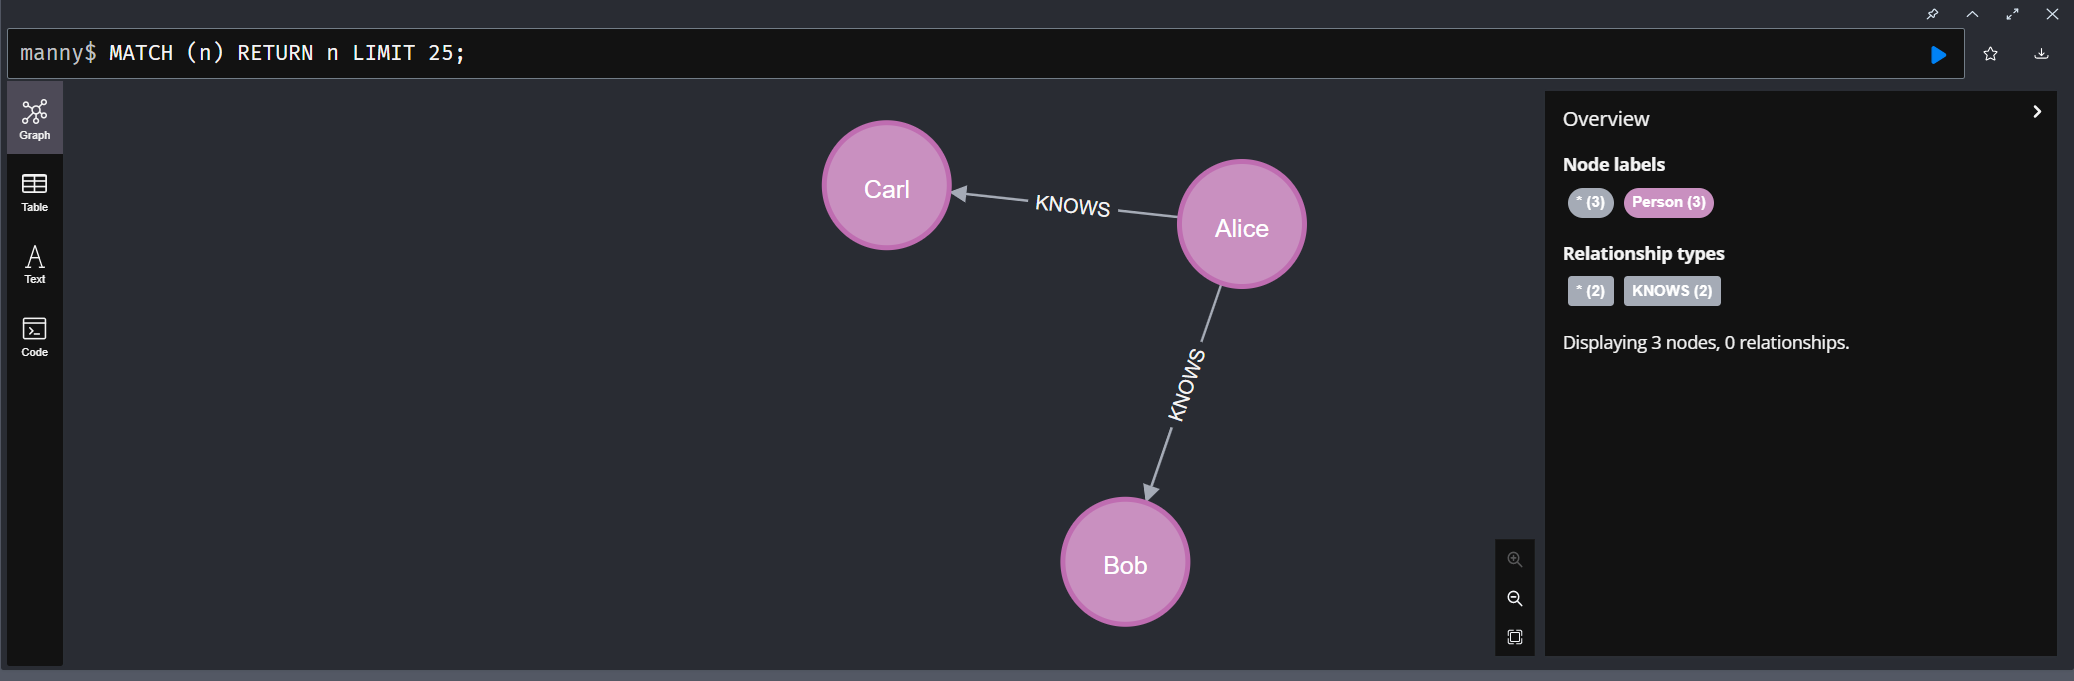 manny$ MATCH (n) RETURN n LIMIT 25;
Graph
Table
Text
Code
Carl
KNOWS
Alice
KNOWS
Bob
Overview
Node labels
* (3) Person (3)
Relationship types
* (2) KNOWS (2)
Displaying 3 nodes, 0 relationships.